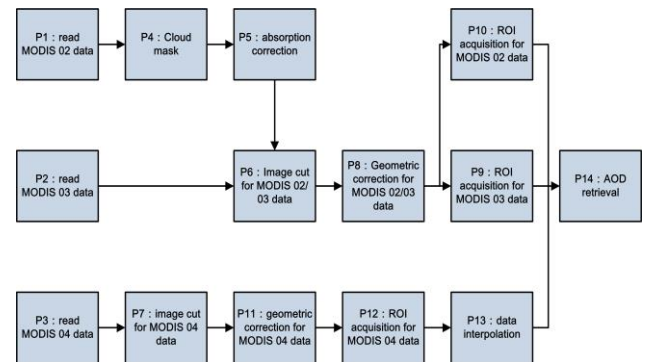 P1：read
MODIS 02 data
P4：Cloud
mask
P5：absorption
correction
P10：ROI
acquisition for
MODIS 02 data
P2：read
MODIS 03 data
P6：Image cut
for MODIS 02/
03 data
P8：Geometric
correction for
MODIS 02/03
data
P9：ROI
acquisition for
MODIS 03 data
P14：AOD
retrieval
P3：read
MODIS 04 data
P7：image cut
for MODIS 04
data
P11：geometric
correction for
MODIS 04 data
P12：ROI
acquisition for
MODIS 04 data
P13：data
interpolation